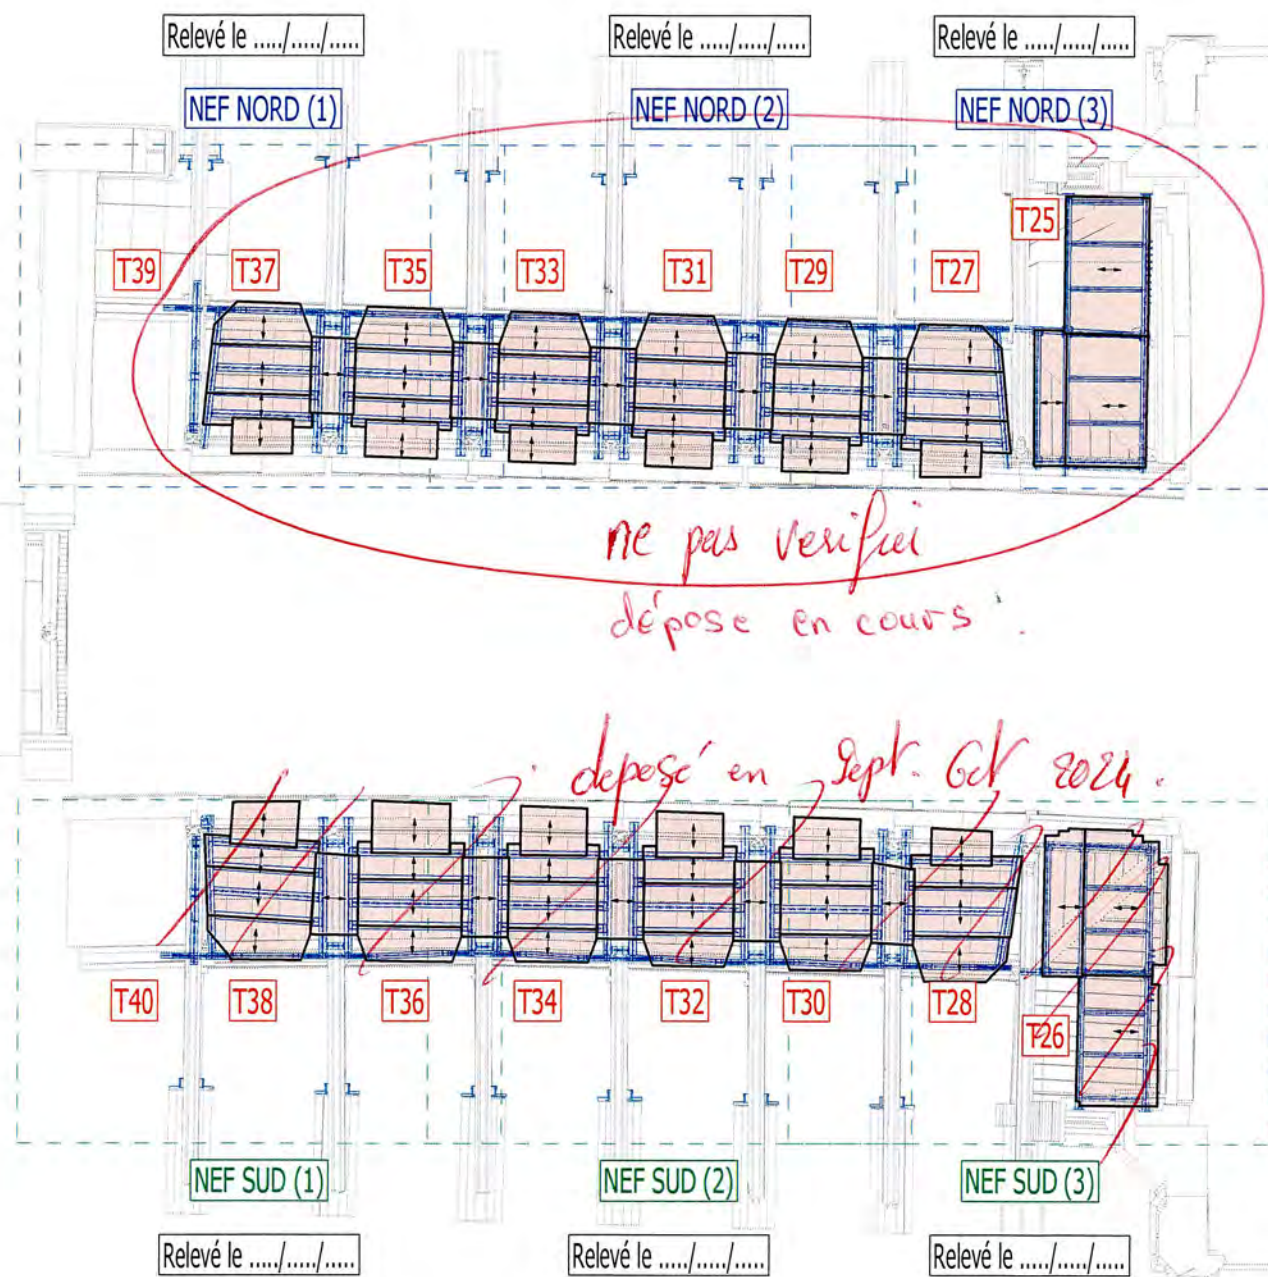 Relevé le ...../...../.....
Relevé le ...../...../.....
Relevé le ...../...../.....
NEF NORD (1)
NEF NORD (2)
NEF NORD (3)
T25
T39
T37
T35
T33
T31
T29
T27
ne pas verifiei
dépose en cours.
deposé en Sept. Oct 2024.
T40
T38
T36
T34
T32
T30
T28
T26
NEF SUD (1)
NEF SUD (2)
NEF SUD (3)
Relevé le ...../...../.....
Relevé le ...../...../.....
Relevé le ...../...../.....